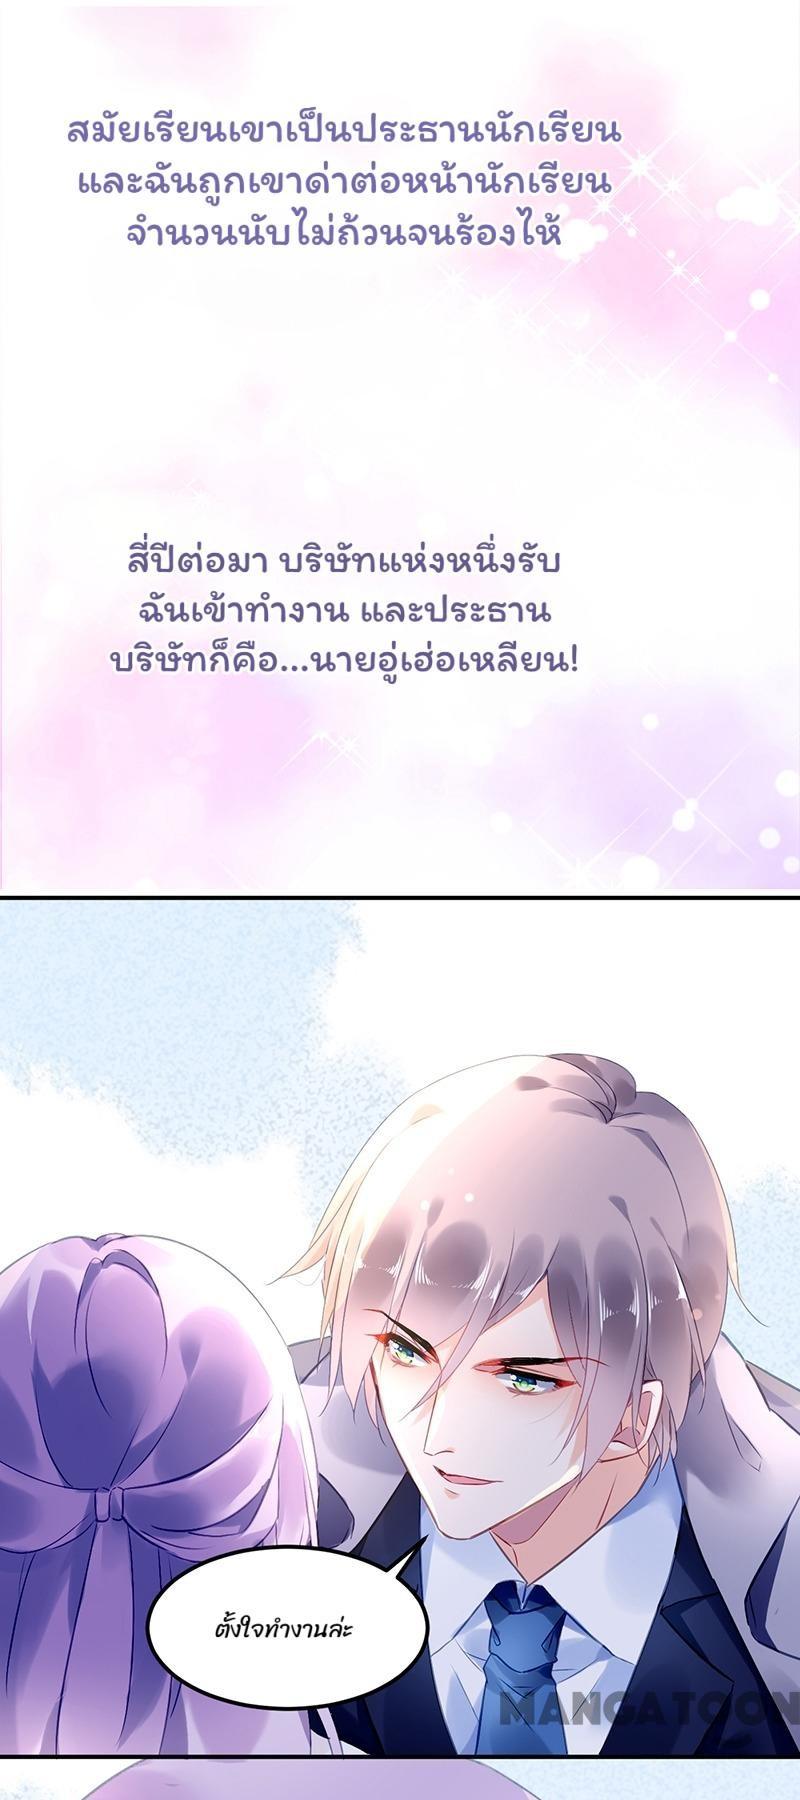 สมัยเรียนเขาเป็นประธานนักเรียน
และฉันถูกเขาด่าต่อหน้านักเรียน
จำนวนนับไม่ถ้วนจนร้องไห้
สี่ปีต่อมา บริษัทแห่งหนึ่งรับ
ฉันเข้าทำงาน และประธาน
บริษัทก็คือ...นายอู่เฮ่อเหลียน!
ตั้งใจทำงานล่ะ
MANGATOON